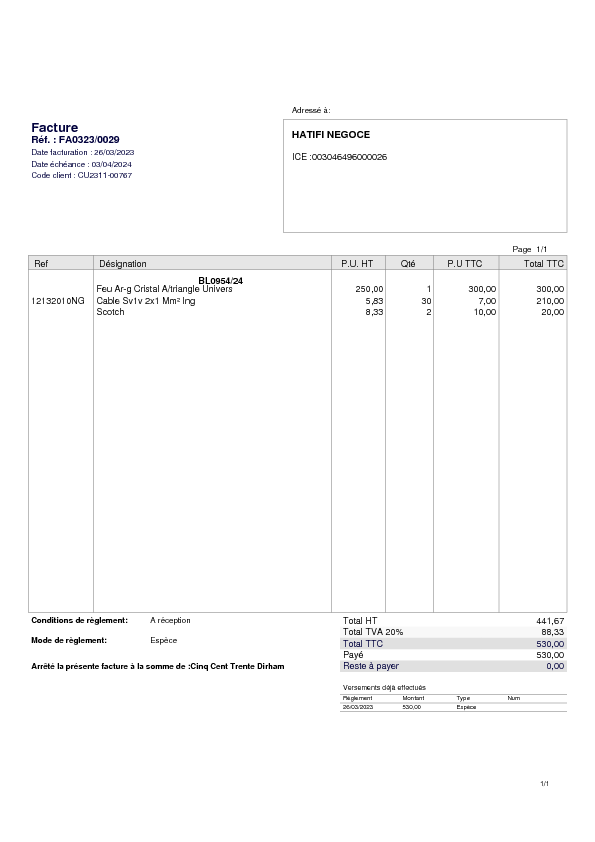 Adressé à:
Facture
Réf. : FA0323/0029
Date facturation : 26/03/2023
Date échéance : 03/04/2024
Code client : CU2311-00767
HATIFI NEGOCE
ICE :003046496000026
Page 1/1
Ref Désignation P.U. HT Qté P.U TTC Total TTC
BL0954/24
Feu Ar-g Cristal A/triangle Univers 250,00 1 300,00 300,00
12132010NG Cable Sv1v 2x1 Mm² Ing 5,83 30 7,00 210,00
Scotch 8,33 2 10,00 20,00
Conditions de règlement: A réception
Mode de règlement: Espèce
Arrêté la présente facture à la somme de :Cinq Cent Trente Dirham
Total HT 441,67
Total TVA 20% 88,33
Total TTC 530,00
Payé 530,00
Reste à payer 0,00
Versements déjà effectués
Règlement Montant Type Num
26/03/2023 530,00 Espèce
1/1